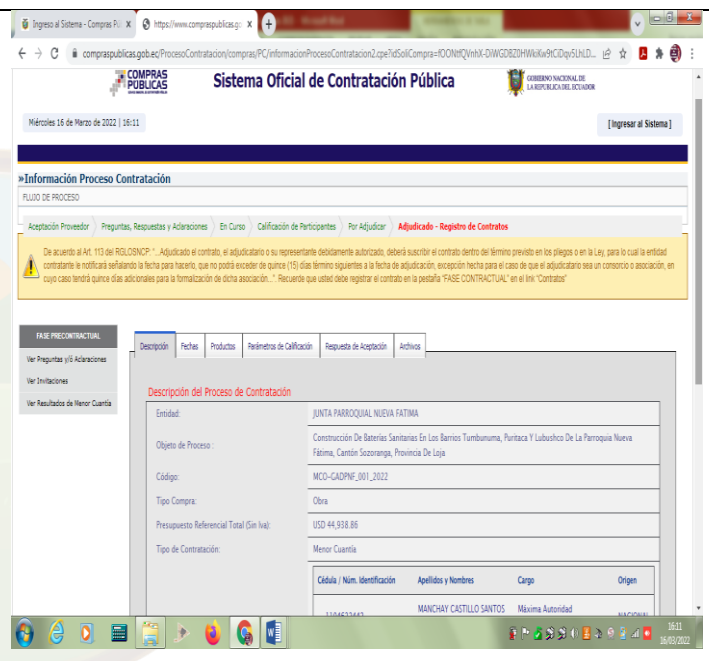 Ingreso al Sistema - Compras Pú
https://www.compraspublicas.go
compraspublicas.gob.ec/ProcesoContratacion/compras/PC/informacionProcesoContratacion2.cpe?idSoliCompra=
COMPRAS
PÚBLICAS
Sistema Oficial de Contratación Pública
GOBIERNO NACIONAL DE
LA REPUBLICA DEL ECUADOR
Miércoles 16 de Marzo de 2022 | 16:11
[Ingresar al Sistema]
»Información Proceso Contratación
FLUJO DE PROCESO
Aceptación Proveedor
Preguntas, Respuestas y Aclaraciones
En Curso
Calificación de Participantes
Por Adjudicar
Adjudicado - Registro de Contratos
De acuerdo al Art. 113 del RGLOSNCP: "...Adjudicado el contrato, el adjudicatario o su representante debidamente autorizado, deberá suscribir el contrato dentro del término previsto en los pliegos o en la Ley, para lo cual la entidad
contratante le notificará señalando la fecha para hacerlo, que no podrá exceder de quince (15) días término siguientes a la fecha de adjudicación, excepción hecha para el caso de que el adjudicatario sea un consorcio o asociación, en
cuyo caso tendrá quince días adicionales para la formalización de dicha asociación...". Recuerde que usted debe registrar el contrato en la pestaña "FASE CONTRACTUAL" en el link "Contratos"
FASE PRECONTRACTUAL
Ver Preguntas y/ó Aclaraciones
Ver Invitaciones
Ver Resultados de Menor Cuantía
Descripción
Fechas
Productos
Parámetros de Calificación
Respuesta de Aceptación
Archivos
Descripción del Proceso de Contratación
Entidad:
JUNTA PARROQUIAL NUEVA FATIMA
Objeto de Proceso :
Construcción De Baterías Sanitarias En Los Barrios Tumbunuma, Puritaca Y Lubushco De La Parroquia Nueva
Fátima, Cantón Sozoranga, Provincia De Loja
Código:
MCO-GADPNF_001_2022
Tipo Compra:
Obra
Presupuesto Referencial Total (Sin Iva):
USD 44,938.86
Tipo de Contratación:
Menor Cuantía
Cédula / Núm. Identificación
Apellidos y Nombres
Cargo
Origen
MANCHAY CASTILLO SANTOS
Máxima Autoridad
NACIONAL
16:11
16/03/2022